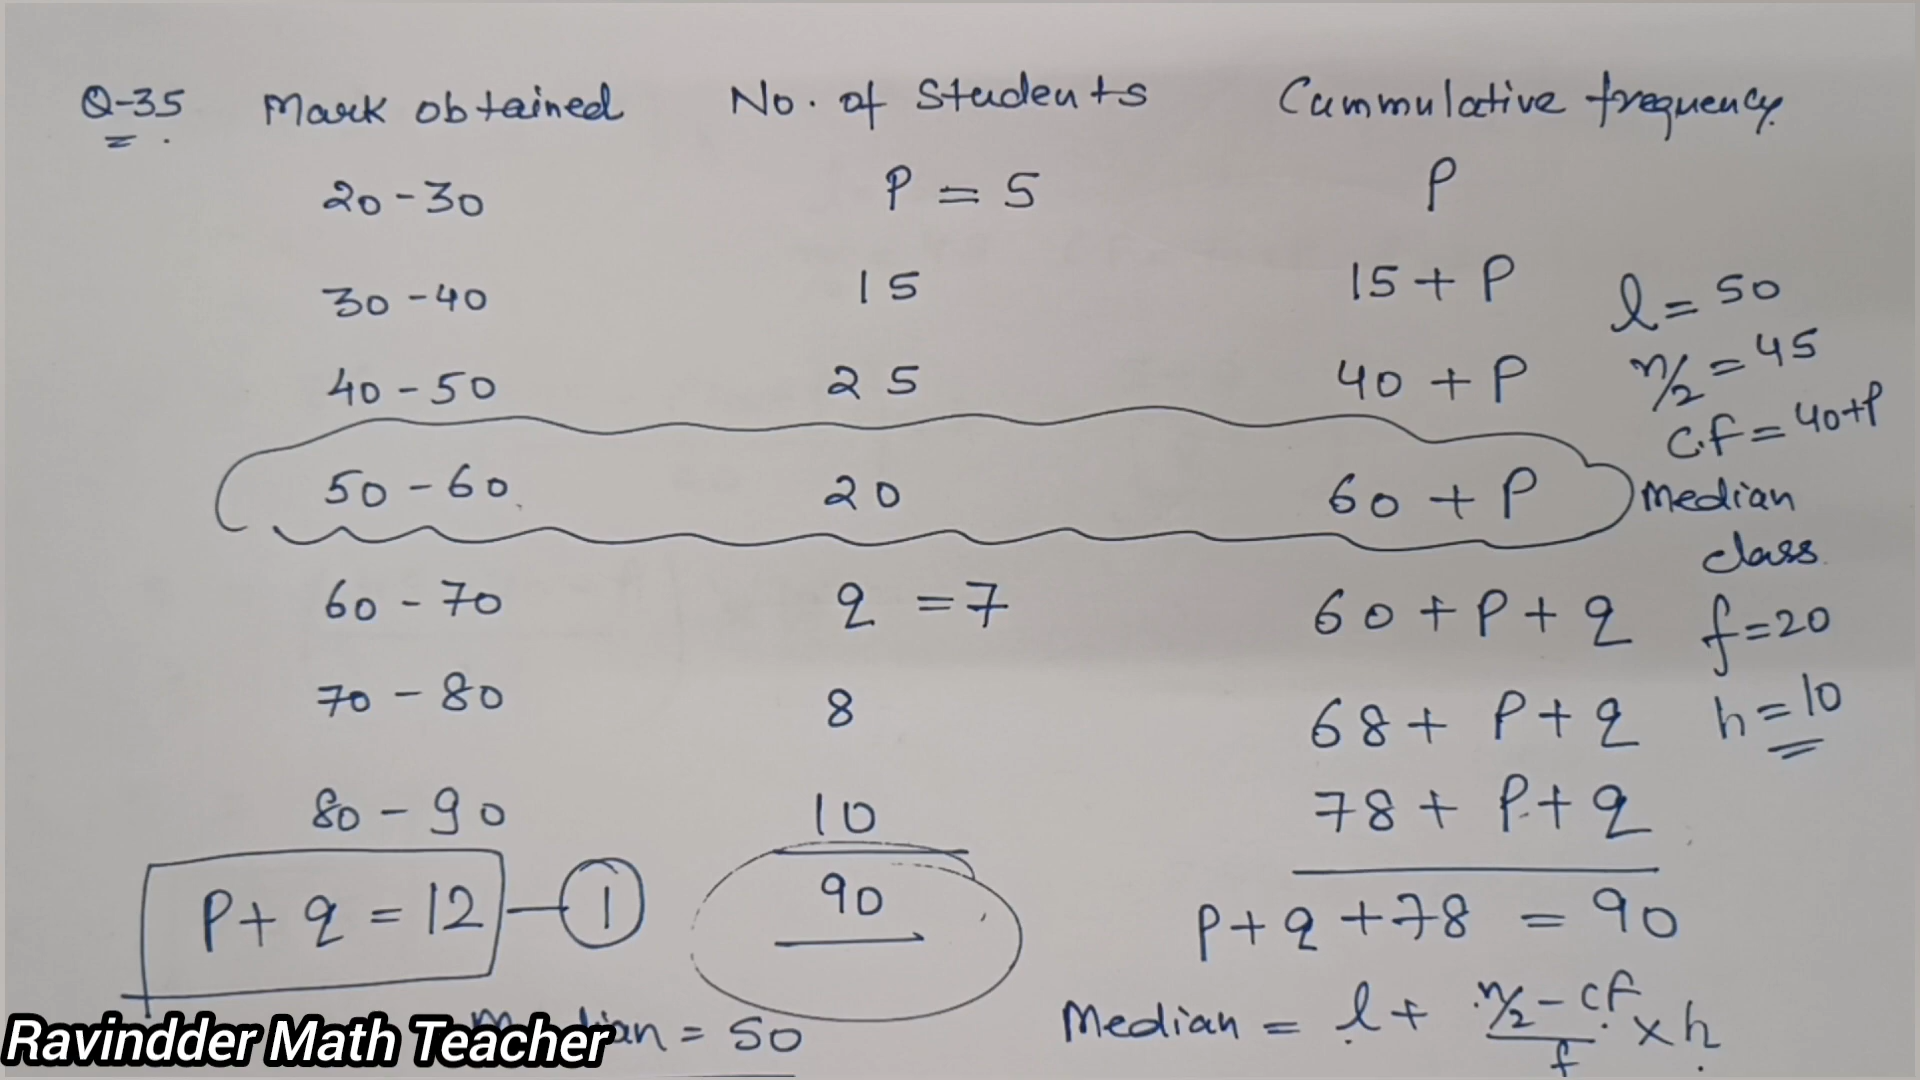 Q-35 Mark obtained No. of Students Cummulative frequency
20-30 P = 5 P
30-40 15 15 + P
l = 50
40-50 25 40 + P
n/2 = 45
c.f = 40+P
50-60 20 60 + P
Median
class
60-70 q = 7 60 + P + q
f = 20
70-80 8 68 + P + q
h = 10
80-90 10 78 + P + q
P + q = 12 — 1 90 P + q + 78 = 90
= 50 Median = l + n/2 - cf / f x h
Ravindder Math Teacher